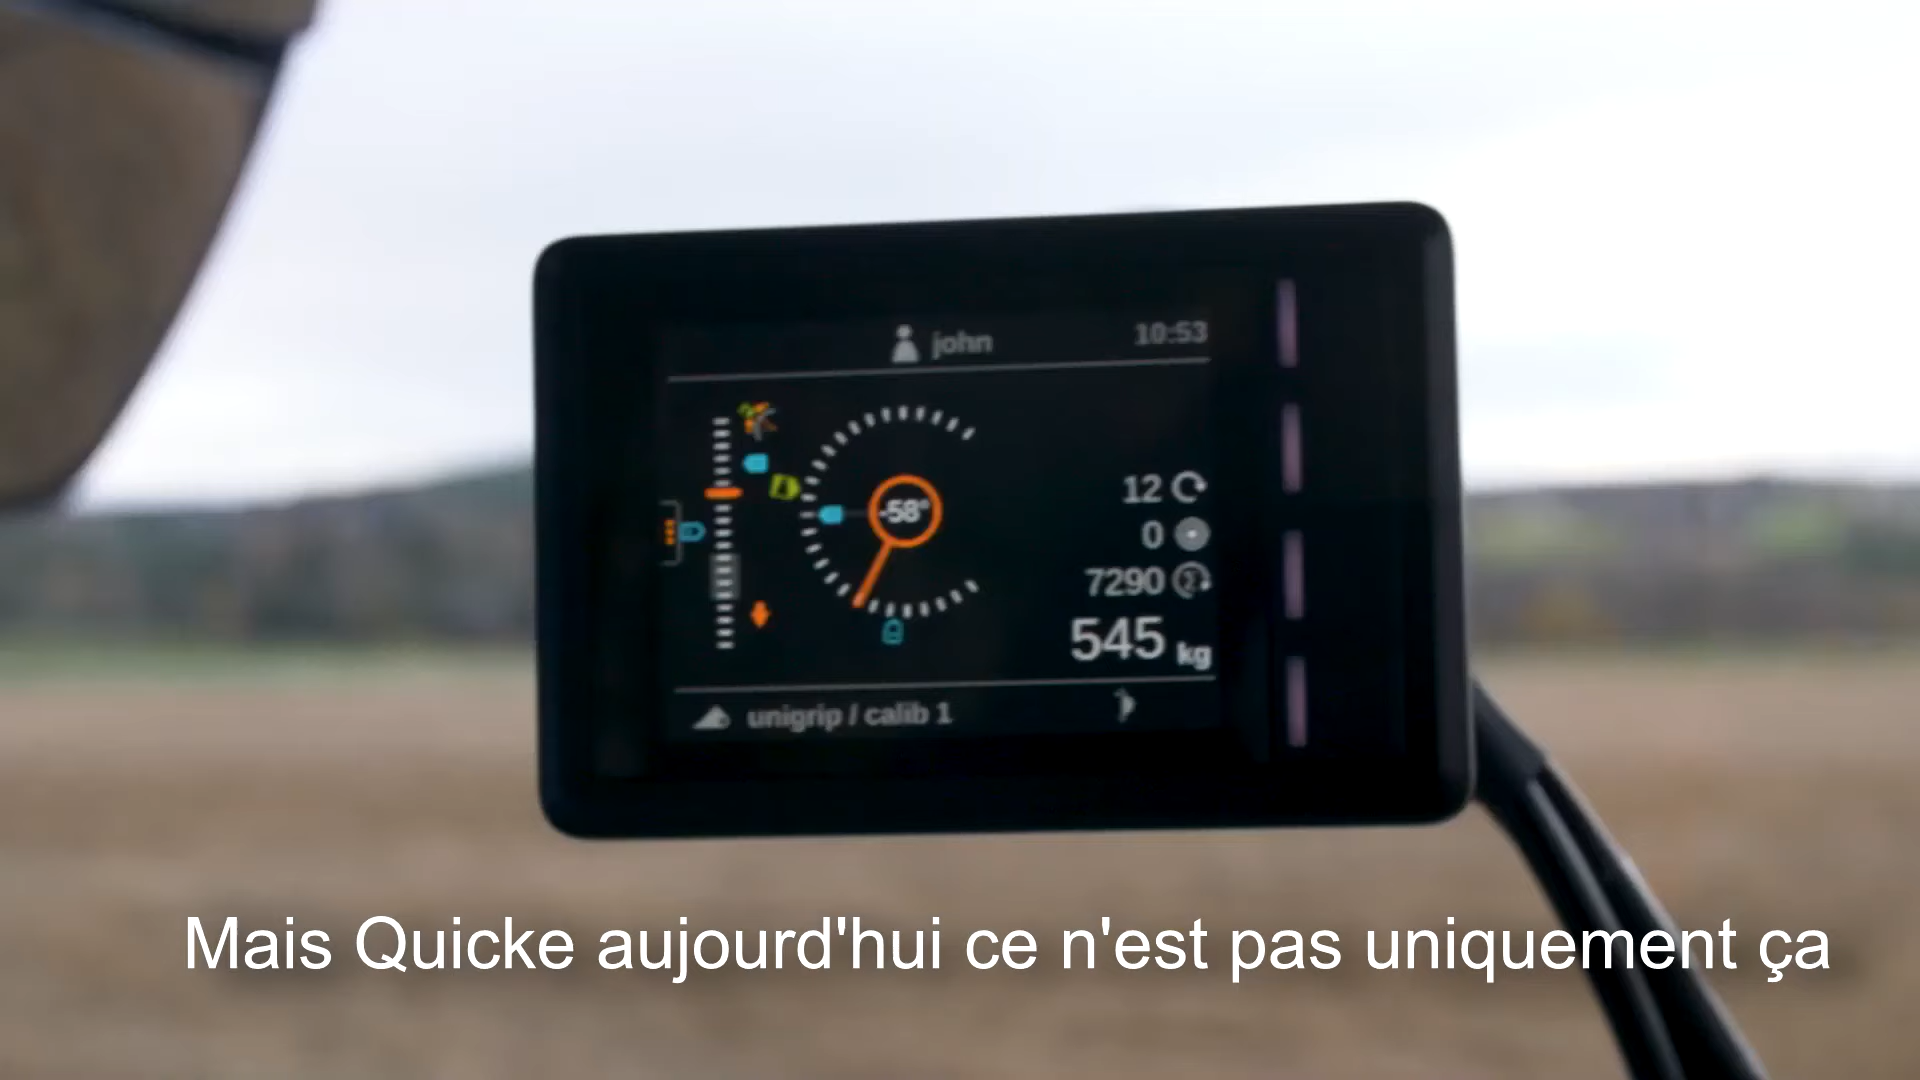 john 10:53
-58°
12
0
7290
545 kg
unigrip / calib 1
Mais Quicke aujourd'hui ce n'est pas uniquement ça